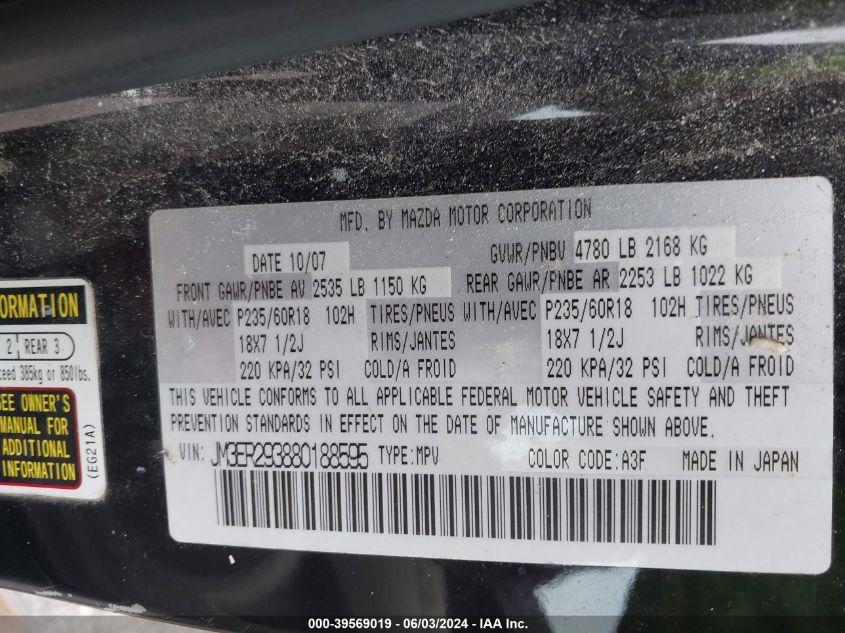 MFD. BY MAZDA MOTOR CORPORATION
DATE 10/07 GVWR/PNBV 4780 LB 2168 KG
FRONT GAWR/PNBE AV 2535 LB 1150 KG REAR GAWR/PNBE AR 2253 LB 1022 KG
WITH/AVEC P235/60R18 102H TIRES/PNEUS WITH/AVEC P235/60R18 102H TIRES/PNEUS
18X7 1/2J RIMS/JANTES 18X7 1/2J RIMS/JANTES
220 KPA/32 PSI COLD/A FROID 220 KPA/32 PSI COLD/A FROID
THIS VEHICLE CONFORMS TO ALL APPLICABLE FEDERAL MOTOR VEHICLE SAFETY AND THEFT
PREVENTION STANDARDS IN EFFECT ON THE DATE OF MANUFACTURE SHOWN ABOVE.
VIN: JM3ER293880188595 TYPE:MPV COLOR CODE:A3F MADE IN JAPAN
ORMATION
2 REAR 3
ceed 385kg or 850lbs.
SEE OWNER'S
MANUAL FOR
ADDITIONAL
INFORMATION
(EG21A)
000-39569019 - 06/03/2024 - IAA Inc.